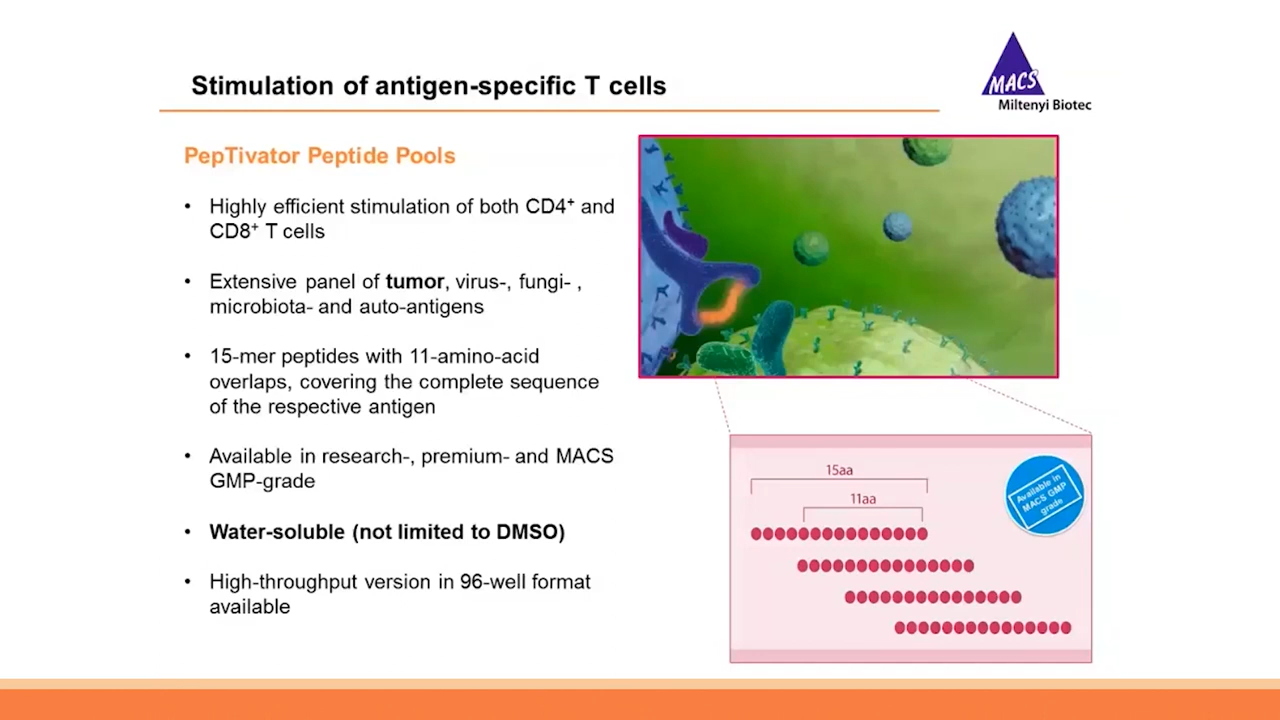 Stimulation of antigen-specific T cells
MACS
Miltenyi Biotec
PepTivator Peptide Pools
• Highly efficient stimulation of both CD4⁺ and
CD8⁺ T cells
• Extensive panel of tumor, virus-, fungi- ,
microbiota- and auto-antigens
• 15-mer peptides with 11-amino-acid
overlaps, covering the complete sequence
of the respective antigen
• Available in research-, premium- and MACS
GMP-grade
• Water-soluble (not limited to DMSO)
• High-throughput version in 96-well format
available
15aa
11aa
Available in
MACS GMP
grade